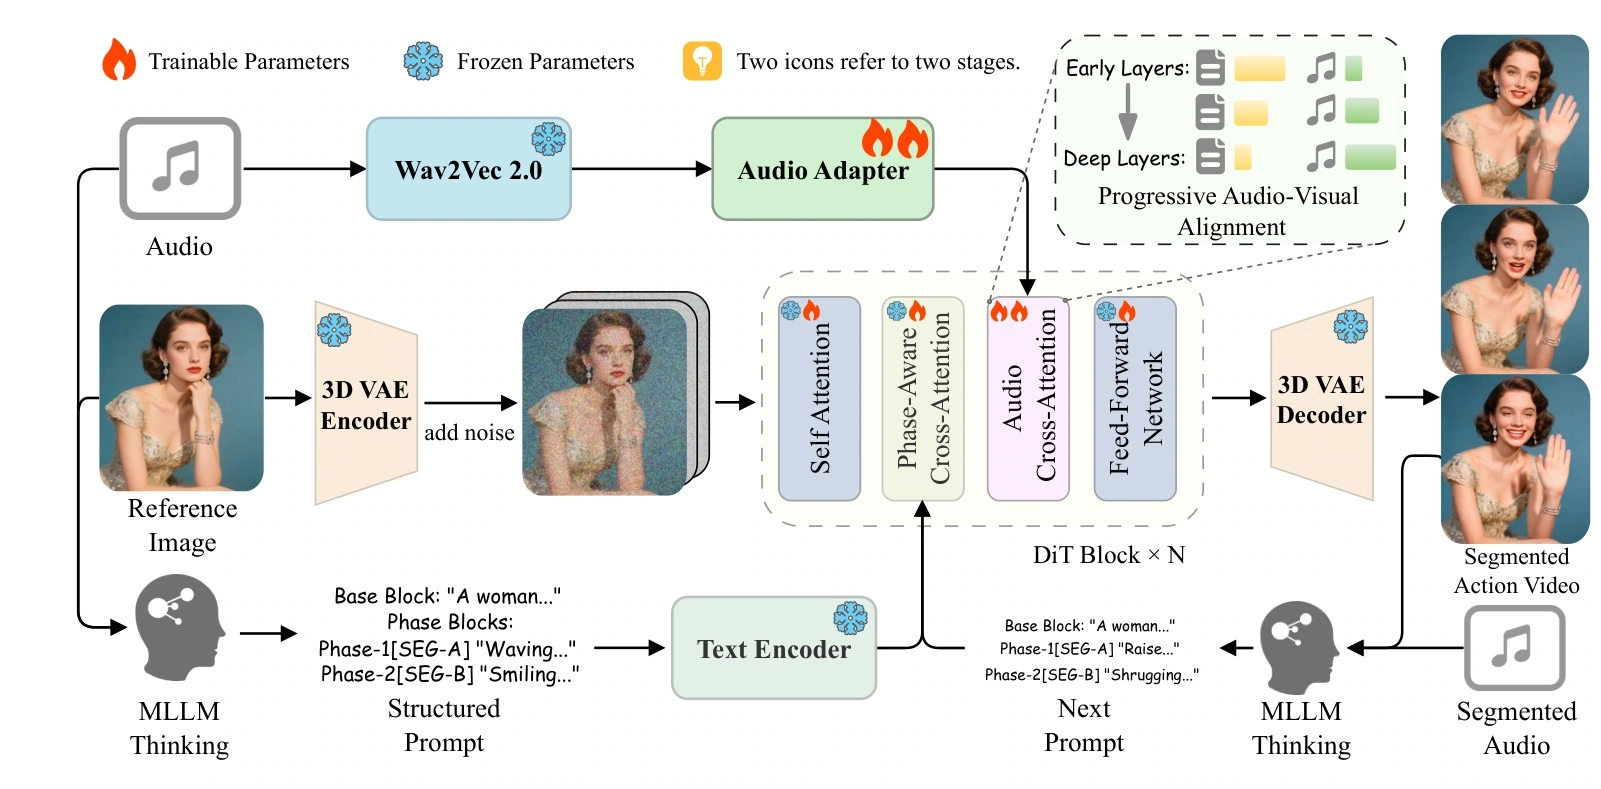 Trainable Parameters
Frozen Parameters
Two icons refer to two stages.
Early Layers:
Deep Layers:
Progressive Audio-Visual
Alignment
Audio
Wav2Vec 2.0
Audio Adapter
Reference
Image
3D VAE
Encoder
add noise
Self Attention
Phase-Aware
Cross-Attention
Audio
Cross-Attention
Feed-Forward
Network
DiT Block × N
3D VAE
Decoder
Segmented
Action Video
MLLM
Thinking
Base Block: "A woman..."
Phase Blocks:
Phase-1[SEG-A] "Waving..."
Phase-2[SEG-B] "Smiling..."
Structured
Prompt
Text Encoder
Base Block: "A woman..."
Phase-1[SEG-A] "Raise..."
Phase-2[SEG-B] "Shrugging..."
Next
Prompt
MLLM
Thinking
Segmented
Audio